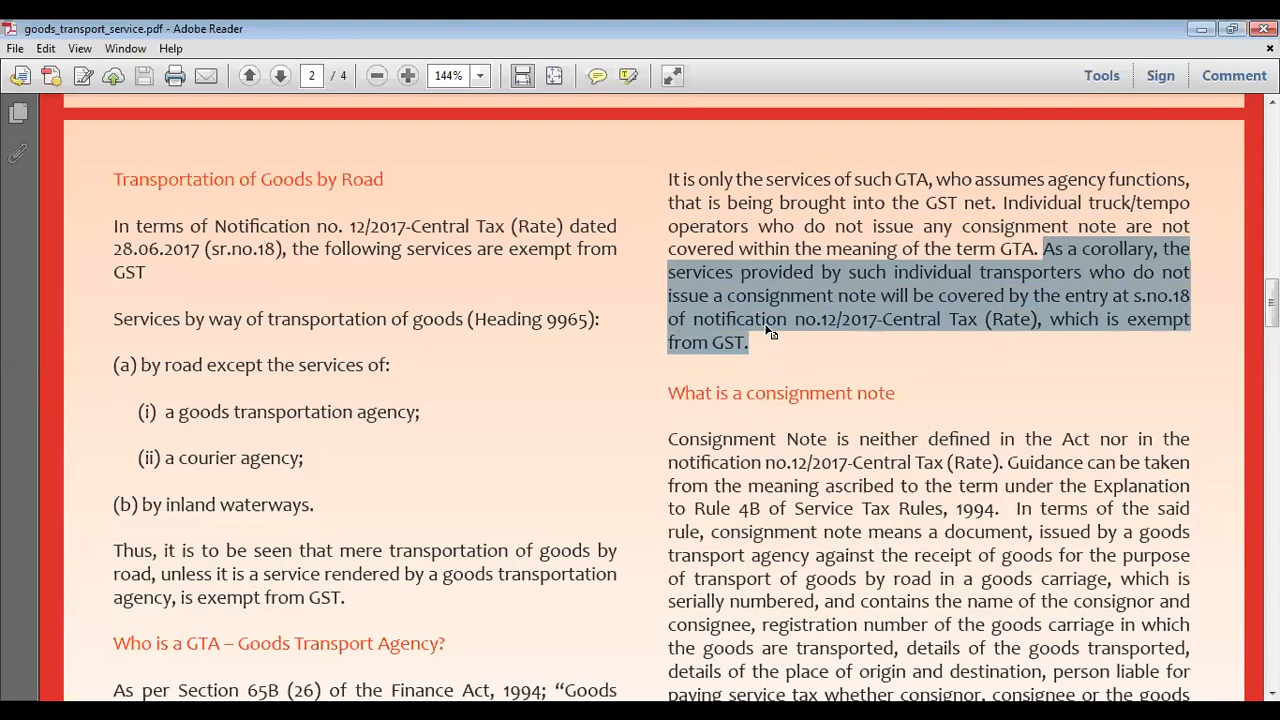 goods_transport_service.pdf - Adobe Reader
File Edit View Window Help
2 / 4 144% Tools Sign Comment
Transportation of Goods by Road
In terms of Notification no. 12/2017-Central Tax (Rate) dated
28.06.2017 (sr.no.18), the following services are exempt from
GST
Services by way of transportation of goods (Heading 9965):
(a) by road except the services of:
(i) a goods transportation agency;
(ii) a courier agency;
(b) by inland waterways.
Thus, it is to be seen that mere transportation of goods by
road, unless it is a service rendered by a goods transportation
agency, is exempt from GST.
Who is a GTA – Goods Transport Agency?
As per Section 65B (26) of the Finance Act, 1994; “Goods
It is only the services of such GTA, who assumes agency functions,
that is being brought into the GST net. Individual truck/tempo
operators who do not issue any consignment note are not
covered within the meaning of the term GTA. As a corollary, the
services provided by such individual transporters who do not
issue a consignment note will be covered by the entry at s.no.18
of notification no.12/2017-Central Tax (Rate), which is exempt
from GST.
What is a consignment note
Consignment Note is neither defined in the Act nor in the
notification no.12/2017-Central Tax (Rate). Guidance can be taken
from the meaning ascribed to the term under the Explanation
to Rule 4B of Service Tax Rules, 1994. In terms of the said
rule, consignment note means a document, issued by a goods
transport agency against the receipt of goods for the purpose
of transport of goods by road in a goods carriage, which is
serially numbered, and contains the name of the consignor and
consignee, registration number of the goods carriage in which
the goods are transported, details of the goods transported,
details of the place of origin and destination, person liable for
paying service tax whether consignor, consignee or the goods